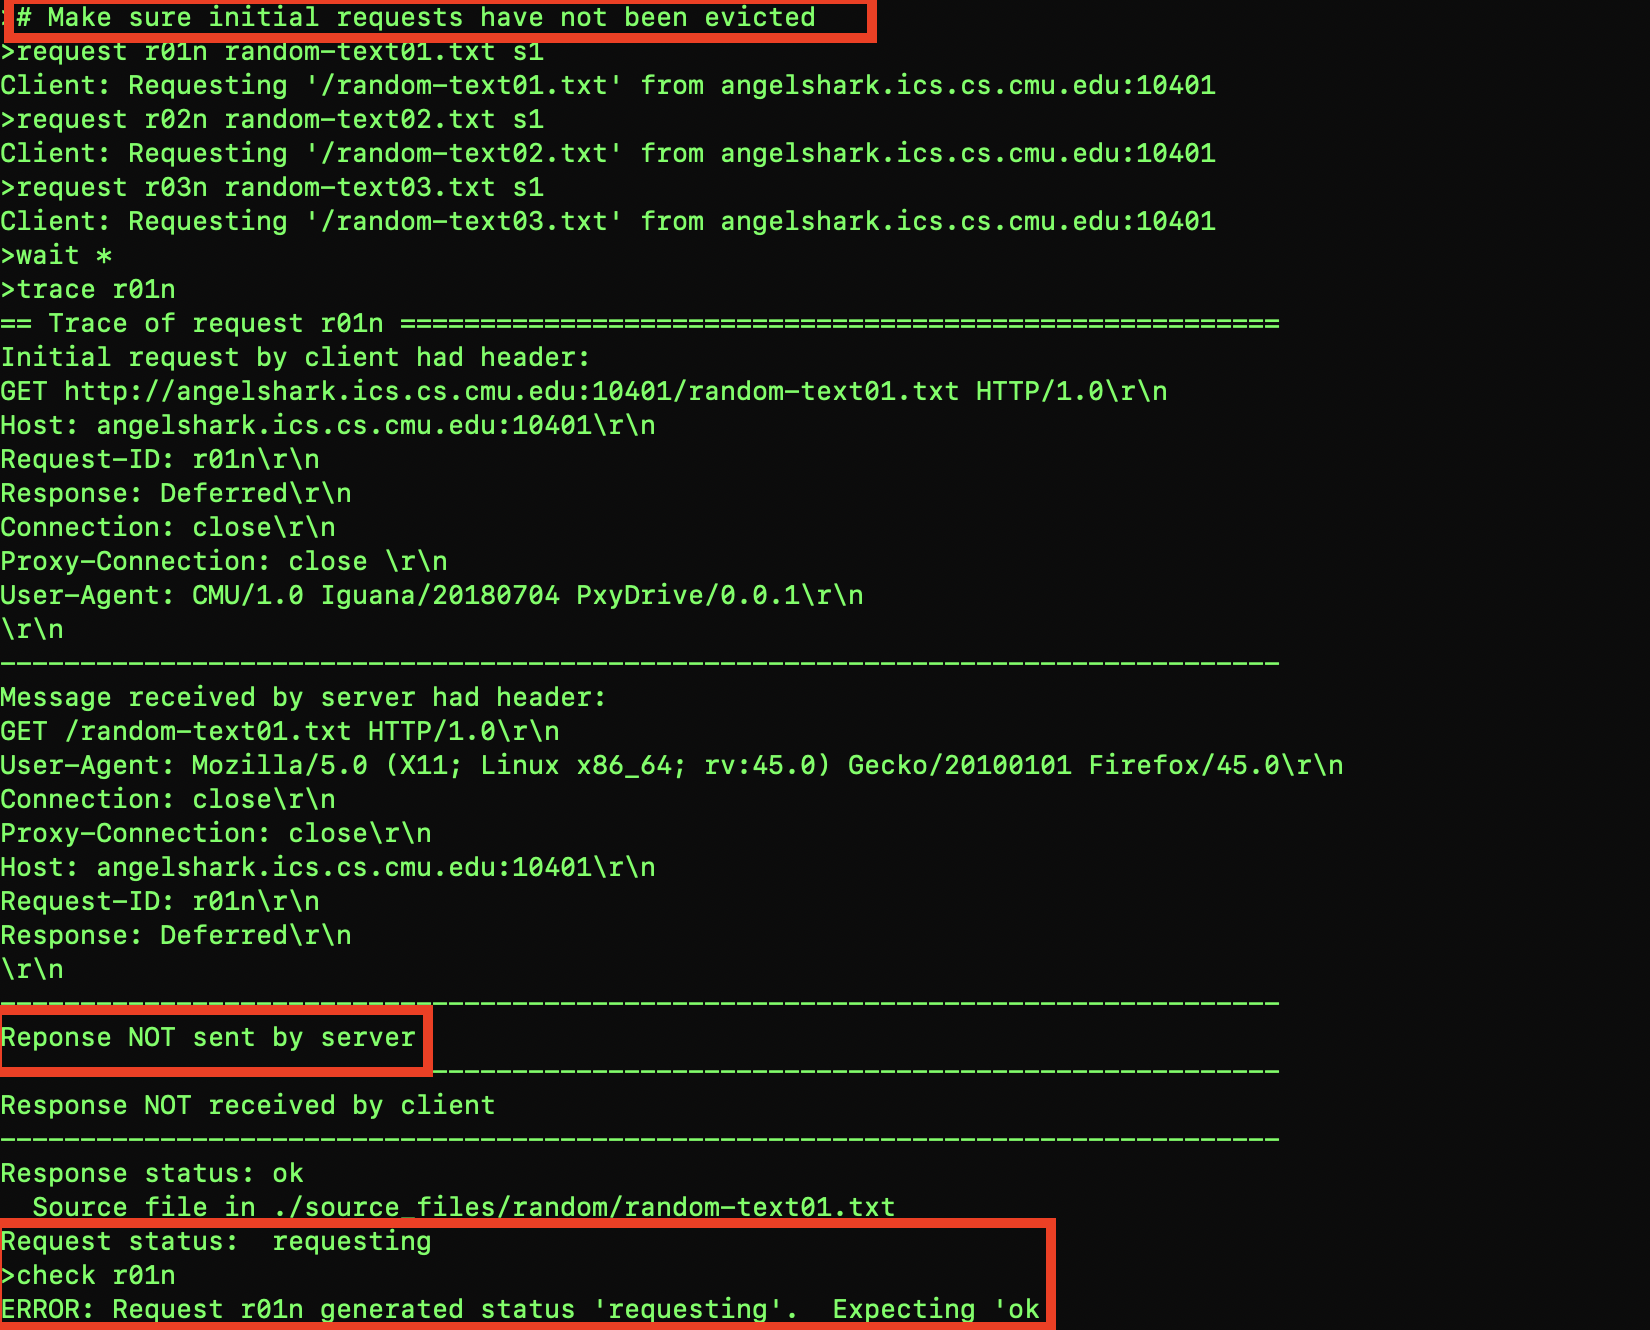 # Make sure initial requests have not been evicted
>request r01n random-text01.txt s1
Client: Requesting '/random-text01.txt' from angelshark.ics.cs.cmu.edu:10401
>request r02n random-text02.txt s1
Client: Requesting '/random-text02.txt' from angelshark.ics.cs.cmu.edu:10401
>request r03n random-text03.txt s1
Client: Requesting '/random-text03.txt' from angelshark.ics.cs.cmu.edu:10401
>wait *
>trace r01n
== Trace of request r01n =======================================================
Initial request by client had header:
GET http://angelshark.ics.cs.cmu.edu:10401/random-text01.txt HTTP/1.0\r\n
Host: angelshark.ics.cs.cmu.edu:10401\r\n
Request-ID: r01n\r\n
Response: Deferred\r\n
Connection: close\r\n
Proxy-Connection: close \r\n
User-Agent: CMU/1.0 Iguana/20180704 PxyDrive/0.0.1\r\n
\r\n
--------------------------------------------------------------------------------
Message received by server had header:
GET /random-text01.txt HTTP/1.0\r\n
User-Agent: Mozilla/5.0 (X11; Linux x86_64; rv:45.0) Gecko/20100101 Firefox/45.0\r\n
Connection: close\r\n
Proxy-Connection: close\r\n
Host: angelshark.ics.cs.cmu.edu:10401\r\n
Request-ID: r01n\r\n
Response: Deferred\r\n
\r\n
--------------------------------------------------------------------------------
Reponse NOT sent by server
--------------------------------------------------------------------------------
Response NOT received by client
--------------------------------------------------------------------------------
Response status: ok
  Source file in ./source_files/random/random-text01.txt
Request status:  requesting
>check r01n
ERROR: Request r01n generated status 'requesting'.  Expecting 'ok